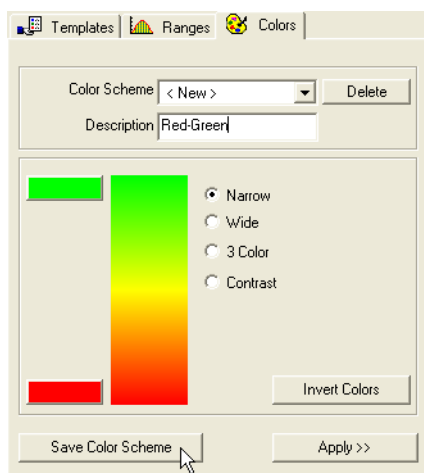 Templates Ranges Colors
Color Scheme < New > Delete
Description Red-Green
Narrow
Wide
3 Color
Contrast
Invert Colors
Save Color Scheme Apply >>